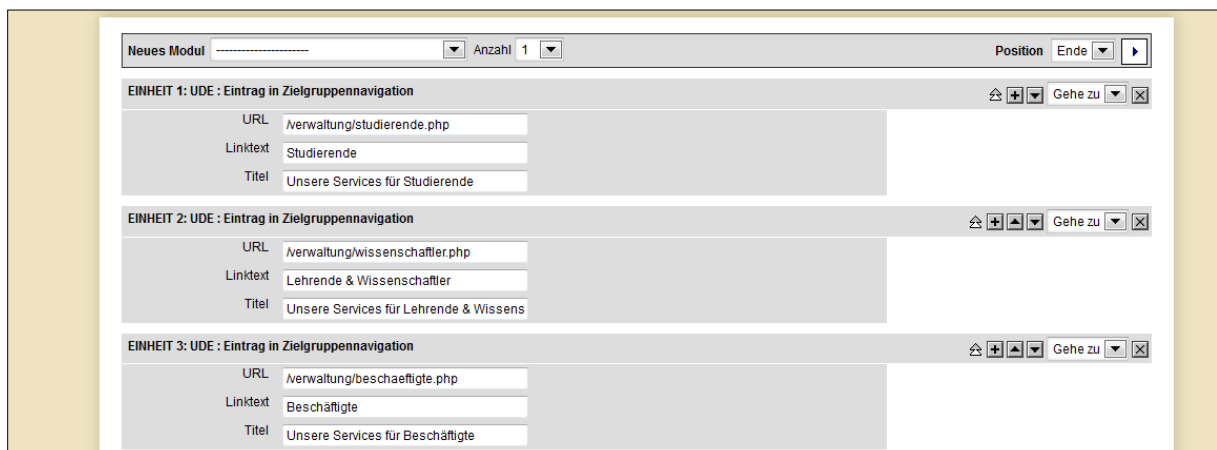 Neues Modul ---------------------- Anzahl 1 Position Ende
EINHEIT 1: UDE : Eintrag in Zielgruppennavigation Gehe zu
URL /verwaltung/studierende.php
Linktext Studierende
Titel Unsere Services für Studierende
EINHEIT 2: UDE : Eintrag in Zielgruppennavigation Gehe zu
URL /verwaltung/wissenschaftler.php
Linktext Lehrende & Wissenschaftler
Titel Unsere Services für Lehrende & Wissens
EINHEIT 3: UDE : Eintrag in Zielgruppennavigation Gehe zu
URL /verwaltung/beschaeftigte.php
Linktext Beschäftigte
Titel Unsere Services für Beschäftigte